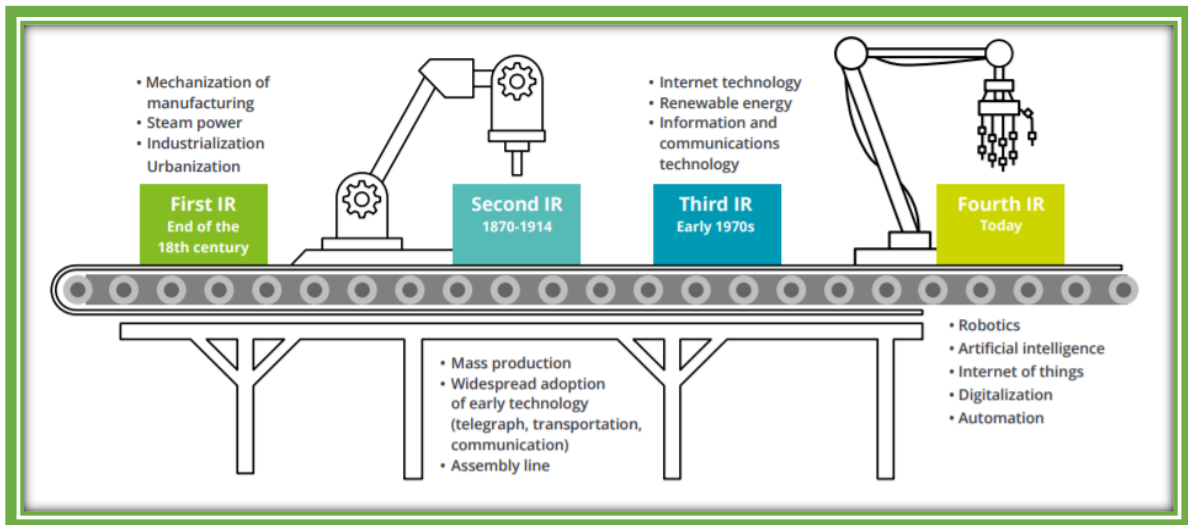 • Mechanization of
manufacturing
• Steam power
• Industrialization
Urbanization
First IR
End of the
18th century
Second IR
1870-1914
• Mass production
• Widespread adoption
of early technology
(telegraph, transportation,
communication)
• Assembly line
• Internet technology
• Renewable energy
• Information and
communications
technology
Third IR
Early 1970s
Fourth IR
Today
• Robotics
• Artificial intelligence
• Internet of things
• Digitalization
• Automation